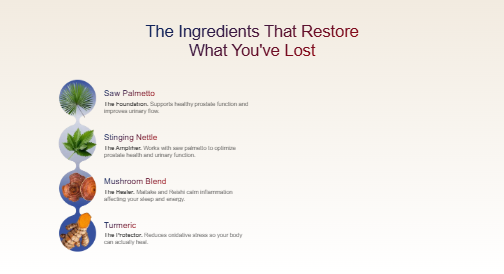 The Ingredients That Restore
What You've Lost
Saw Palmetto
The Foundation. Supports healthy prostate function and
improves urinary flow.
Stinging Nettle
The Amplifier. Works with saw palmetto to optimize
prostate health and urinary function.
Mushroom Blend
The Healer. Maitake and Reishi calm inflammation
affecting your sleep and energy.
Turmeric
The Protector. Reduces oxidative stress so your body
can actually heal.